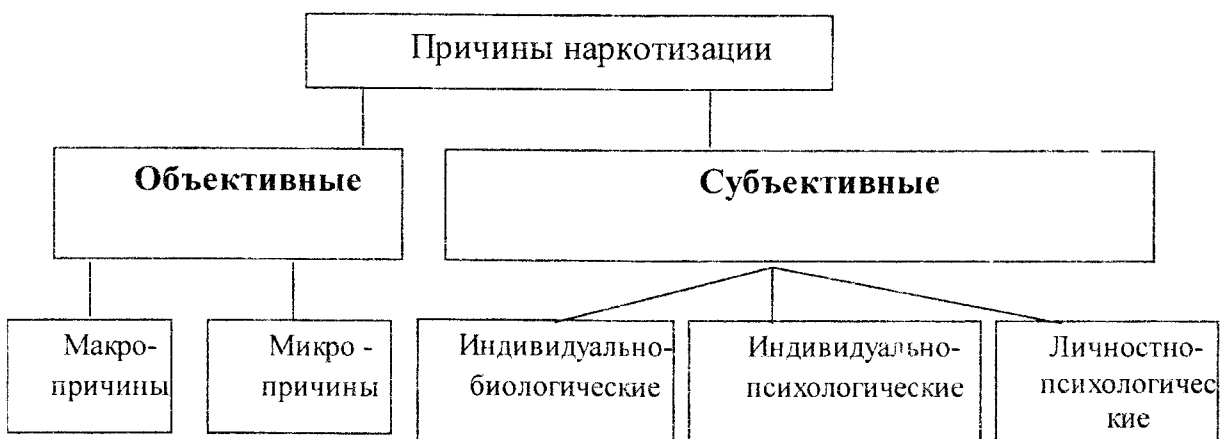 Причины наркотизации
Объективные
Субъективные
Макро-
причины
Микро -
причины
Индивидуально-
биологические
Индивидуально-
психологические
Личностно-
психологичес
кие